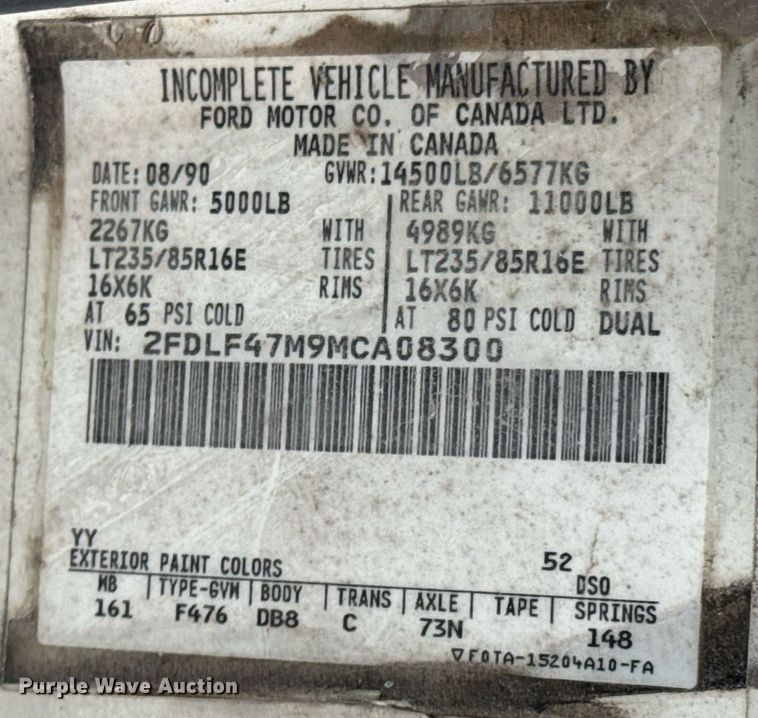 INCOMPLETE VEHICLE MANUFACTURED BY
FORD MOTOR CO. OF CANADA LTD.
MADE IN CANADA
DATE: 08/90 GVWR: 14500LB/6577KG
FRONT GAWR: 5000LB REAR GAWR: 11000LB
2267KG WITH 4989KG WITH
LT235/85R16E TIRES LT235/85R16E TIRES
16X6K RIMS 16X6K RIMS
AT 65 PSI COLD AT 80 PSI COLD DUAL
VIN: 2FDLF47M9MCA08300
YY 52
EXTERIOR PAINT COLORS DSO
WB TYPE-GVW BODY TRANS AXLE TAPE SPRINGS
161 F476 DB8 C 73N 148
F0TA-15204A10-FA
Purple Wave Auction